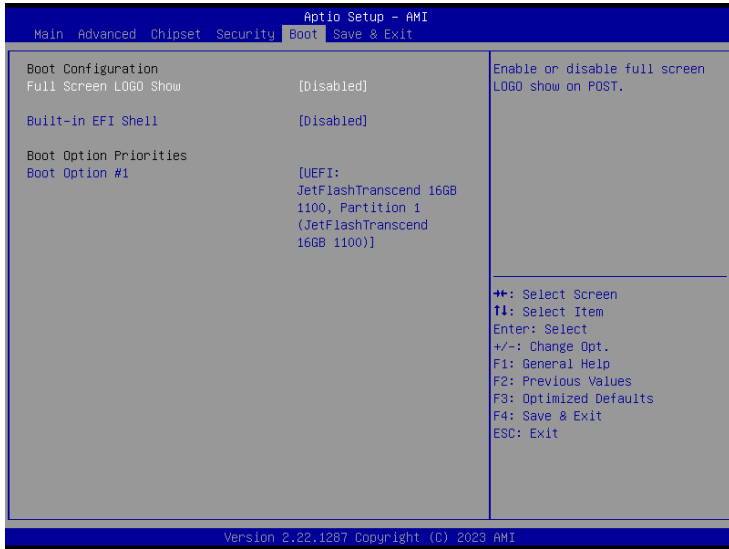 Aptio Setup - AMI
Main Advanced Chipset Security Boot Save & Exit
Boot Configuration
Full Screen LOGO Show [Disabled]
Built-in EFI Shell [Disabled]
Boot Option Priorities
Boot Option #1 [UEFI:
JetFlashTranscend 16GB
1100, Partition 1
(JetFlashTranscend
16GB 1100)]
Enable or disable full screen
LOGO show on POST.
→←: Select Screen
↑↓: Select Item
Enter: Select
+/-: Change Opt.
F1: General Help
F2: Previous Values
F3: Optimized Defaults
F4: Save & Exit
ESC: Exit
Version 2.22.1287 Copyright (C) 2023 AMI